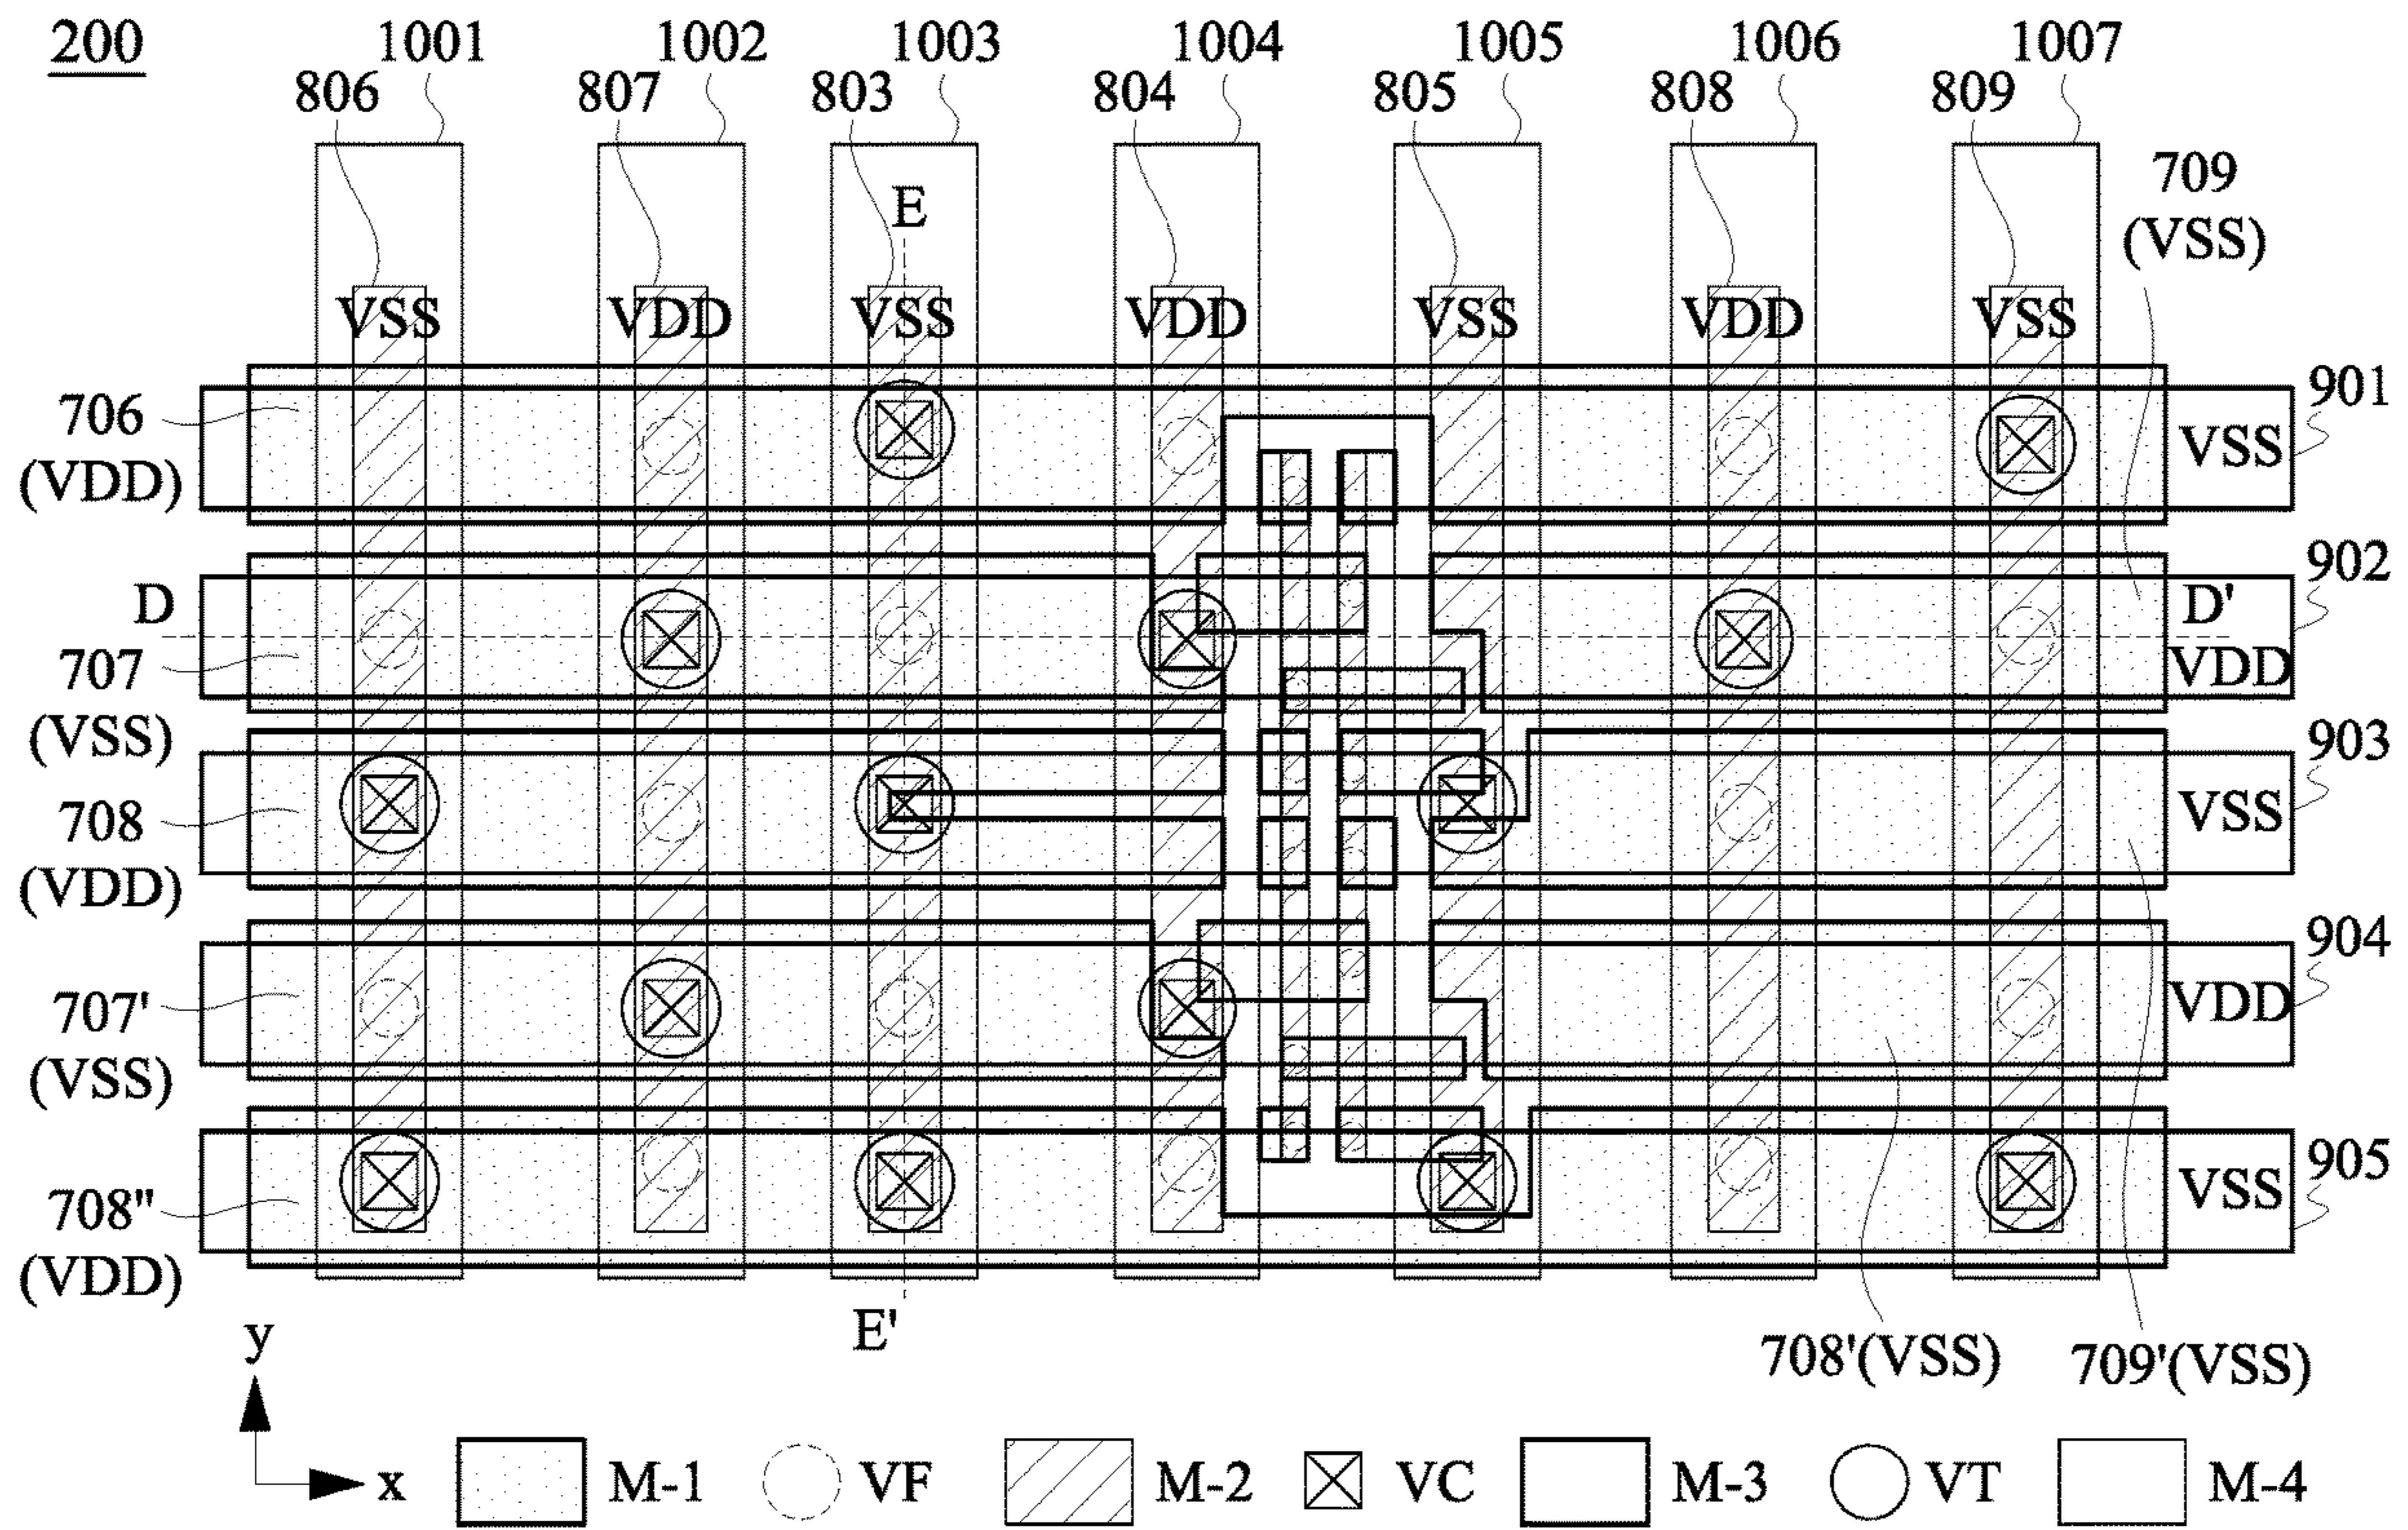 200
1001 1002 1003 1004 1005 1006 1007
806 807 803 804 805 808 809
709
(VSS)
E
VSS VDD VSS VDD VSS VDD VSS
901
706
(VDD)
VSS
902
D
D'
707
(VSS)
VDD
903
708
(VDD)
VSS
904
707'
(VSS)
VDD
905
708"
(VDD)
VSS
E'
708'(VSS)
709'(VSS)
y
x
M-1 VF M-2 VC M-3 VT M-4